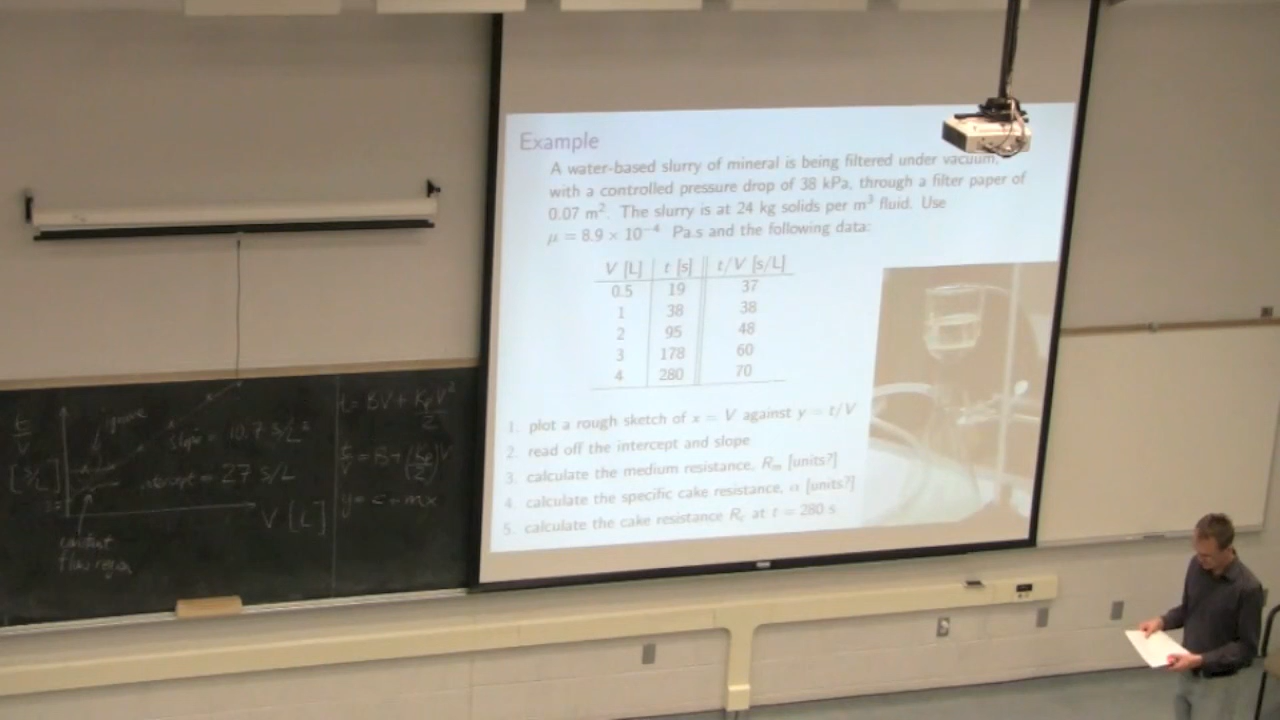 Example
A water-based slurry of mineral is being filtered under vacuum,
with a controlled pressure drop of 38 kPa, through a filter paper of
0.07 m². The slurry is at 24 kg solids per m³ fluid. Use
μ = 8.9 × 10⁻⁴ Pa.s and the following data:
V [L] t [s] t/V [s/L]
0.5 19 37
1 38 38
2 95 48
3 178 60
4 280 70
1. plot a rough sketch of x = V against y = t/V
2. read off the intercept and slope
3. calculate the medium resistance, Rₘ [units?]
4. calculate the specific cake resistance, α [units?]
5. calculate the cake resistance R꜀ at t = 280 s
t/V
[s/L]
ignore
slope = 10.7 s/L²
intercept = 27 s/L
V [L]
constant
flow region
t = BV + KₚV²/2
t/V = B + (Kₚ/2)V
y = c + mx